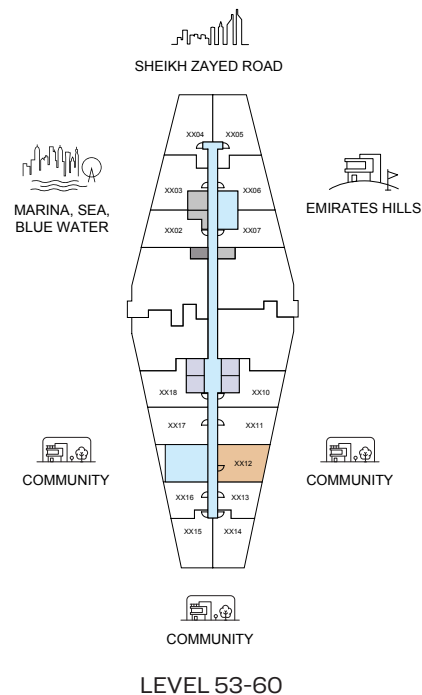 SHEIKH ZAYED ROAD
XX04
XX05
MARINA, SEA,
BLUE WATER
XX03
XX06
EMIRATES HILLS
XX02
XX07
XX18
XX10
XX17
XX11
COMMUNITY
XX12
COMMUNITY
XX16
XX13
XX15
XX14
COMMUNITY
LEVEL 53-60